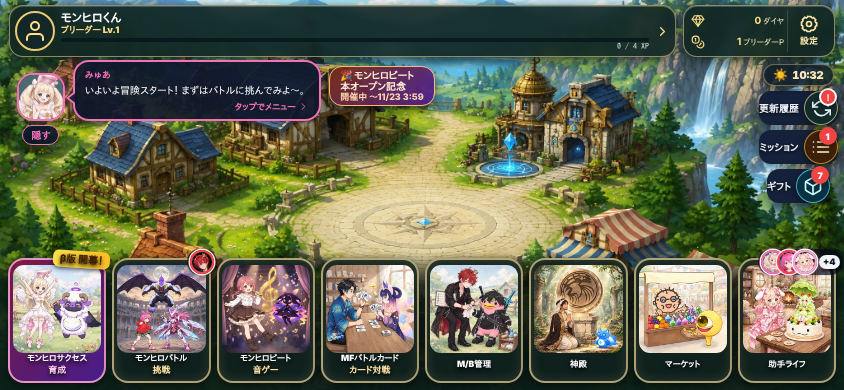 モンヒロくん
ブリーダー Lv.1
0 / 4 XP
0 ダイヤ
1 ブリーダーP
設定
みゅあ
いよいよ冒険スタート！まずはバトルに挑んでみよ〜。
タップでメニュー
隠す
🎉 モンヒロビート
本オープン記念
開催中 〜11/23 3:59
10:32
更新履歴
!
ミッション
1
ギフト
7
β版 開幕!
モンヒロサクセス
育成
モンヒロバトル
挑戦
モンヒロビート
音ゲー
MFバトルカード
カード対戦
M/B管理
神殿
マーケット
+4
助手ライフ